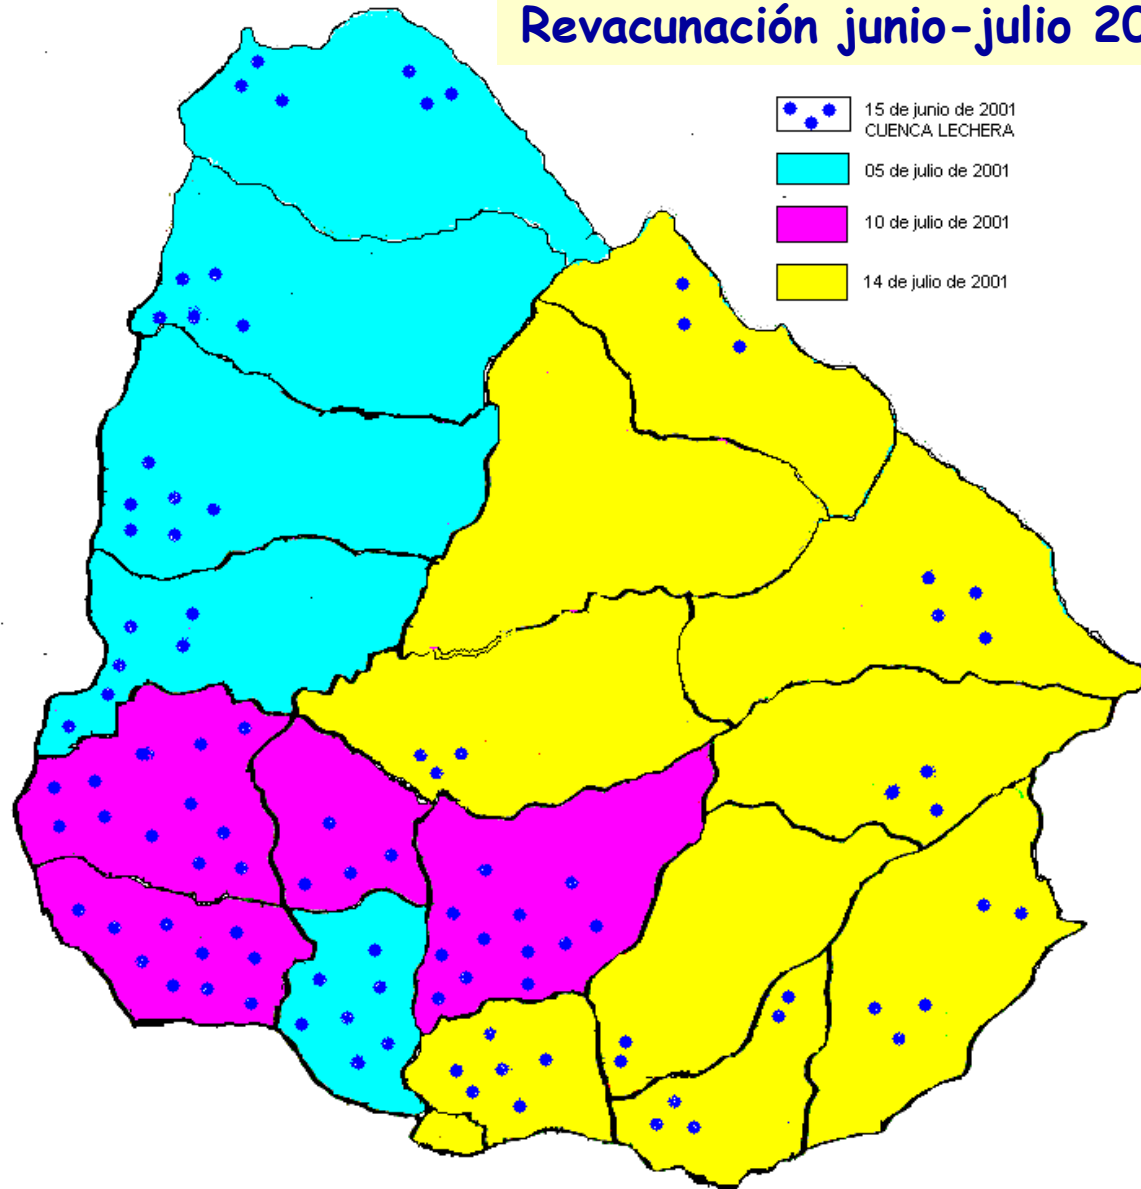 Revacunación junio-julio 20
15 de junio de 2001
CUENCA LECHERA
05 de julio de 2001
10 de julio de 2001
14 de julio de 2001